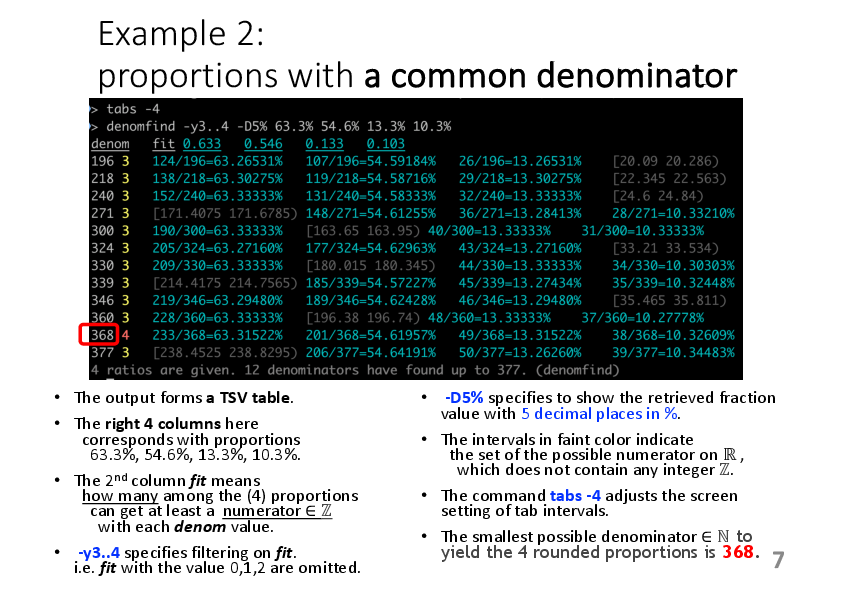 Example 2:
proportions with a common denominator
> tabs -4
> denomfind -y3..4 -D5% 63.3% 54.6% 13.3% 10.3%
denom fit 0.633 0.546 0.133 0.103
196 3 124/196=63.26531% 107/196=54.59184% 26/196=13.26531% [20.09 20.286)
218 3 138/218=63.30275% 119/218=54.58716% 29/218=13.30275% [22.345 22.563)
240 3 152/240=63.33333% 131/240=54.58333% 32/240=13.33333% [24.6 24.84)
271 3 [171.4075 171.6785) 148/271=54.61255% 36/271=13.28413% 28/271=10.33210%
300 3 190/300=63.33333% [163.65 163.95) 40/300=13.33333% 31/300=10.33333%
324 3 205/324=63.27160% 177/324=54.62963% 43/324=13.27160% [33.21 33.534)
330 3 209/330=63.33333% [180.015 180.345) 44/330=13.33333% 34/330=10.30303%
339 3 [214.4175 214.7565) 185/339=54.57227% 45/339=13.27434% 35/339=10.32448%
346 3 219/346=63.29480% 189/346=54.62428% 46/346=13.29480% [35.465 35.811)
360 3 228/360=63.33333% [196.38 196.74) 48/360=13.33333% 37/360=10.27778%
368 4 233/368=63.31522% 201/368=54.61957% 49/368=13.31522% 38/368=10.32609%
377 3 [238.4525 238.8295) 206/377=54.64191% 50/377=13.26260% 39/377=10.34483%
4 ratios are given. 12 denominators have found up to 377. (denomfind)
• The output forms a TSV table.
• The right 4 columns here
corresponds with proportions
63.3%, 54.6%, 13.3%, 10.3%.
• The 2nd column fit means
how many among the (4) proportions
can get at least a numerator ∈ ℤ
with each denom value.
• -y3..4 specifies filtering on fit.
i.e. fit with the value 0,1,2 are omitted.
• -D5% specifies to show the retrieved fraction
value with 5 decimal places in %.
• The intervals in faint color indicate
the set of the possible numerator on ℝ ,
which does not contain any integer ℤ.
• The command tabs -4 adjusts the screen
setting of tab intervals.
• The smallest possible denominator ∈ ℕ to
yield the 4 rounded proportions is 368.
7